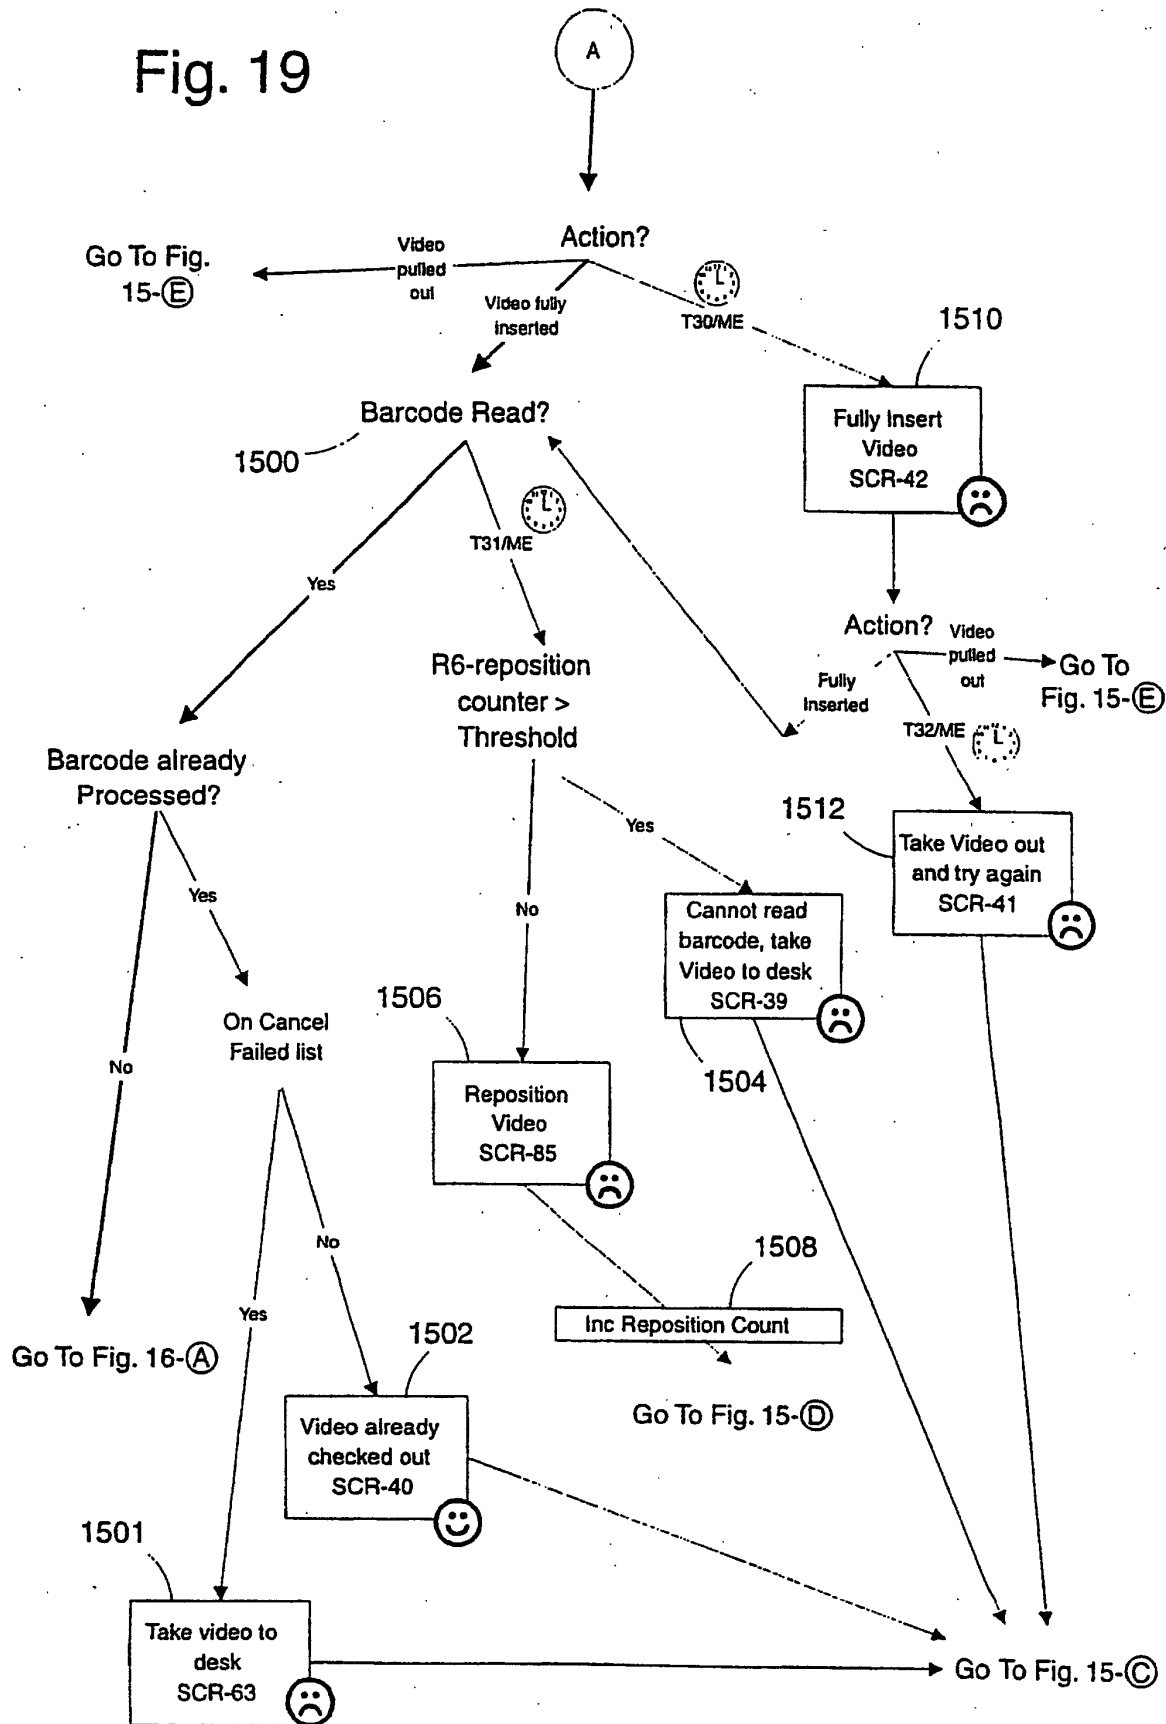 Fig. 19
A
Action?
Video
pulled
out
Go To Fig.
15-E
Video fully
inserted
T30/ME
1510
Fully Insert
Video
SCR-42
Barcode Read?
1500
T31/ME
Yes
Action?
Video
pulled
out
Go To
Fig. 15-E
Fully
Inserted
T32/ME
R6-reposition
counter >
Threshold
Barcode already
Processed?
1512
Take Video out
and try again
SCR-41
Yes
Yes
No
Cannot read
barcode, take
Video to desk
SCR-39
1504
1506
Reposition
Video
SCR-85
On Cancel
Failed list
No
No
Yes
1508
Inc Reposition Count
Go To Fig. 15-D
Go To Fig. 16-A
1502
Video already
checked out
SCR-40
1501
Take video to
desk
SCR-63
Go To Fig. 15-C